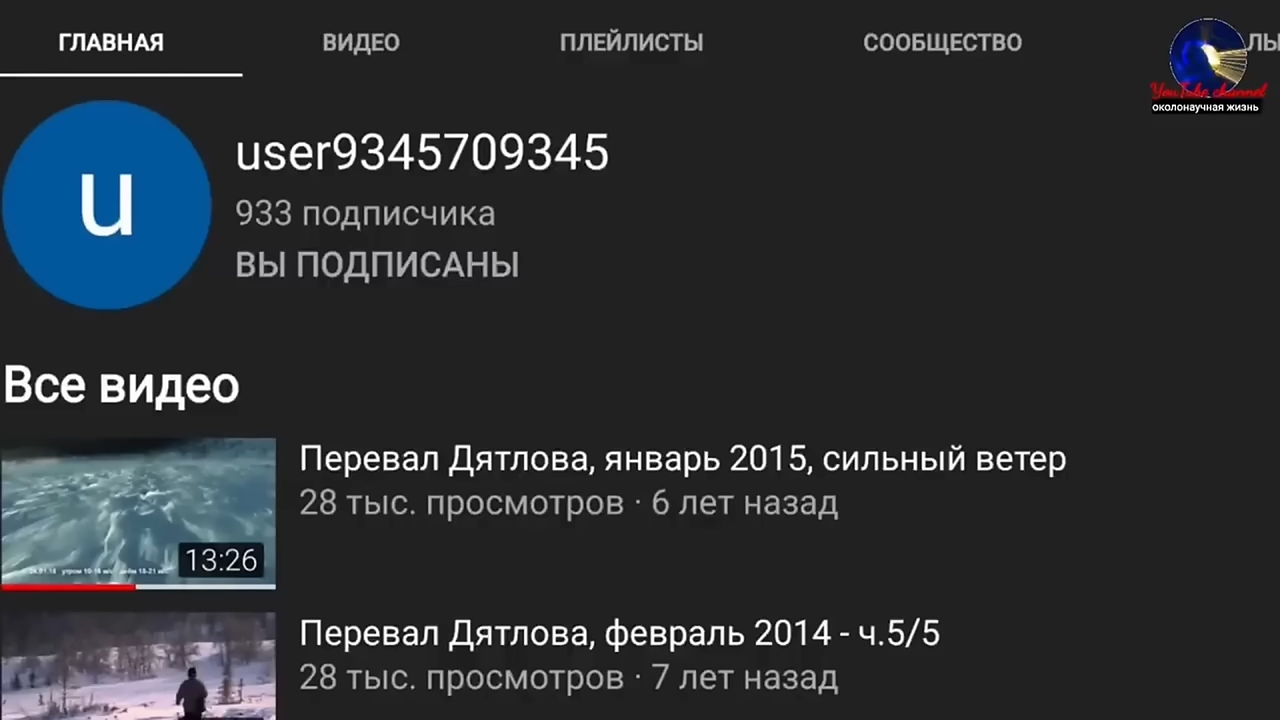 ГЛАВНАЯ
ВИДЕО
ПЛЕЙЛИСТЫ
СООБЩЕСТВО
YouTube channel
околонаучная жизнь
u
user9345709345
933 подписчика
ВЫ ПОДПИСАНЫ
Все видео
Перевал Дятлова, январь 2015, сильный ветер
28 тыс. просмотров · 6 лет назад
13:26
Перевал Дятлова, февраль 2014 - ч.5/5
28 тыс. просмотров · 7 лет назад